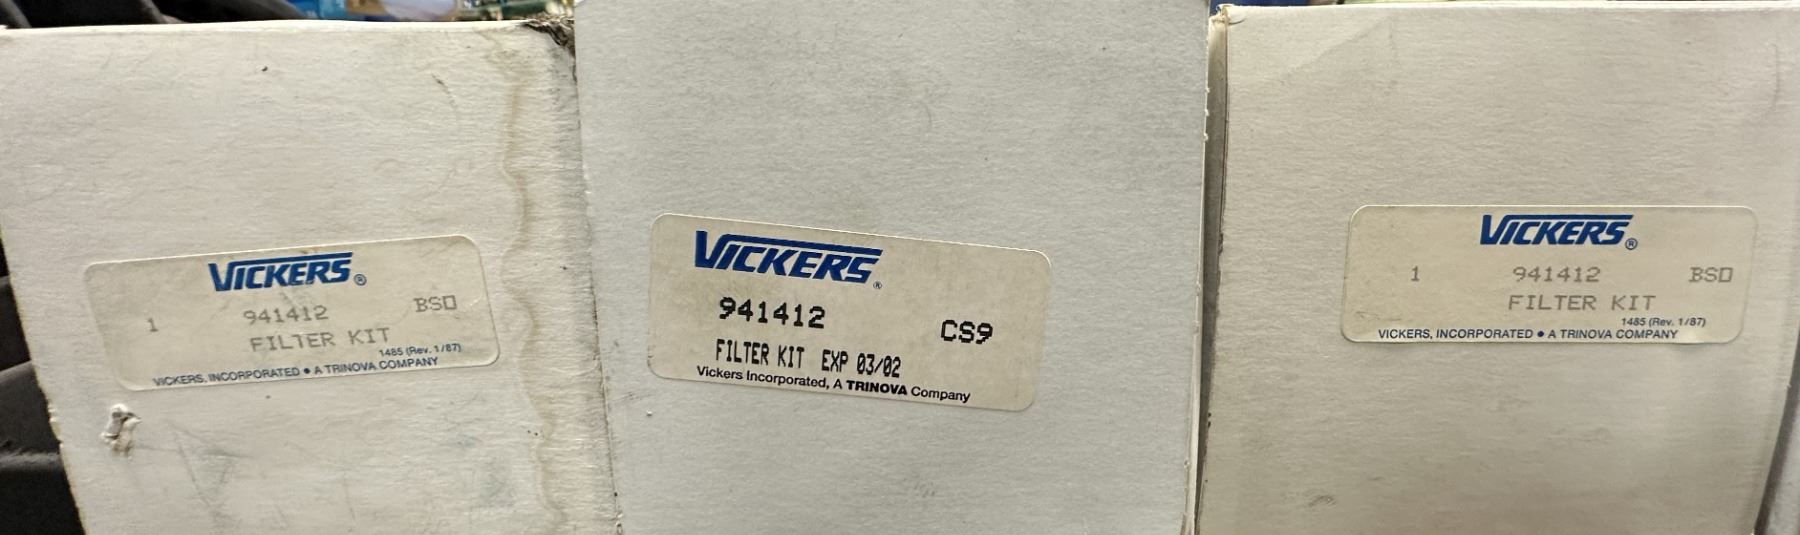 VICKERS®
1 941412 BSO
FILTER KIT
1485 (Rev. 1/87)
VICKERS, INCORPORATED • A TRINOVA COMPANY
VICKERS®
941412 CS9
FILTER KIT EXP 03/02
Vickers Incorporated, A TRINOVA Company
VICKERS®
1 941412 BSO
FILTER KIT
1485 (Rev. 1/87)
VICKERS, INCORPORATED • A TRINOVA COMPANY